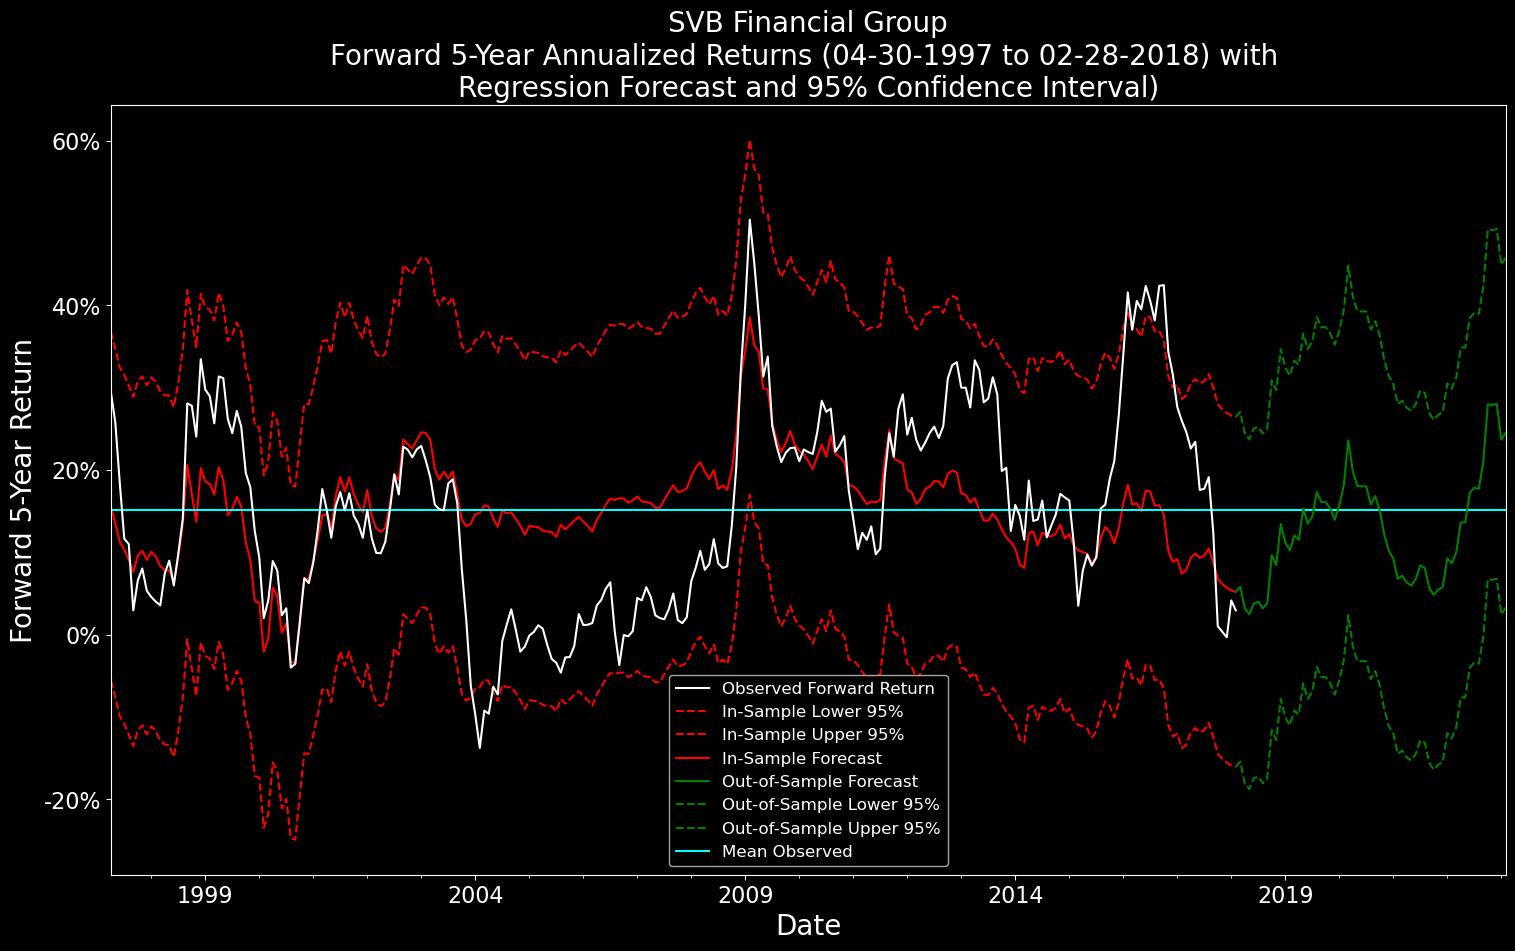 SVB Financial Group
Forward 5-Year Annualized Returns (04-30-1997 to 02-28-2018) with
Regression Forecast and 95% Confidence Interval)
Forward 5-Year Return
60%
40%
20%
0%
-20%
Observed Forward Return
In-Sample Lower 95%
In-Sample Upper 95%
In-Sample Forecast
Out-of-Sample Forecast
Out-of-Sample Lower 95%
Out-of-Sample Upper 95%
Mean Observed
1999
2004
2009
2014
2019
Date